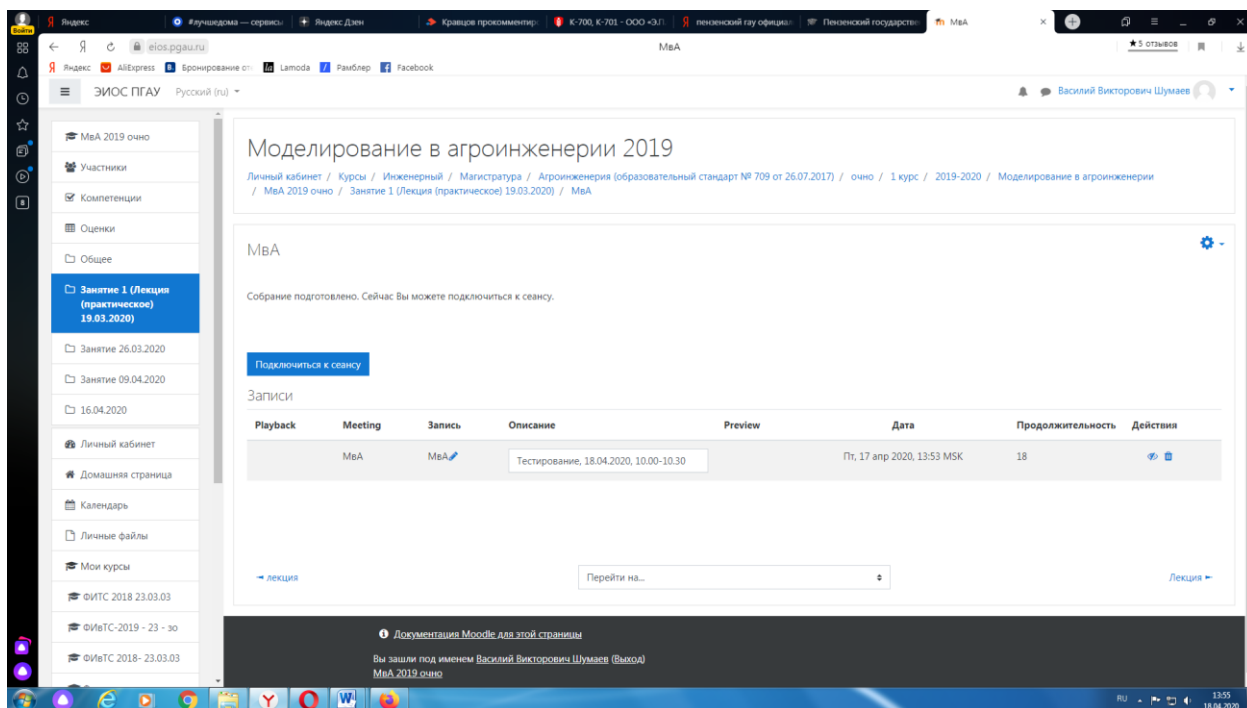 Яндекс
#лучшедома — сервисы
Яндекс Дзен
Кравцов прокомментир
К-700, К-701 - ООО «З.Г.
пензенский гау официал
Пензенский государстве
МвА
Войти
eios.pgau.ru
МвА
★5 отзывов
Яндекс AliExpress Бронирование от Lamoda Рамблер Facebook
ЭИОС ПГАУ Русский (ru)
Василий Викторович Шумаев
МвА 2019 очно
Участники
Компетенции
Оценки
Общее
Занятие 1 (Лекция
(практическое)
19.03.2020)
Занятие 26.03.2020
Занятие 09.04.2020
16.04.2020
Личный кабинет
Домашняя страница
Календарь
Личные файлы
Мои курсы
ФИТС 2018 23.03.03
ФИвТС-2019 - 23 - зо
ФИвТС 2018- 23.03.03
Моделирование в агроинженерии 2019
Личный кабинет / Курсы / Инженерный / Магистратура / Агроинженерия (образовательный стандарт № 709 от 26.07.2017) / очно / 1 курс / 2019-2020 / Моделирование в агроинженерии
/ МвА 2019 очно / Занятие 1 (Лекция (практическое) 19.03.2020) / МвА
МвА
Собрание подготовлено. Сейчас Вы можете подключиться к сеансу.
Подключиться к сеансу
Записи
Playback Meeting Запись Описание Preview Дата Продолжительность Действия
МвА МвА Тестирование, 18.04.2020, 10.00-10.30 Пт, 17 апр 2020, 13:53 MSK 18
◄ лекция
Перейти на...
Лекция ►
Документация Moodle для этой страницы
Вы зашли под именем Василий Викторович Шумаев (Выход)
МвА 2019 очно
RU
13:55
18.04.2020